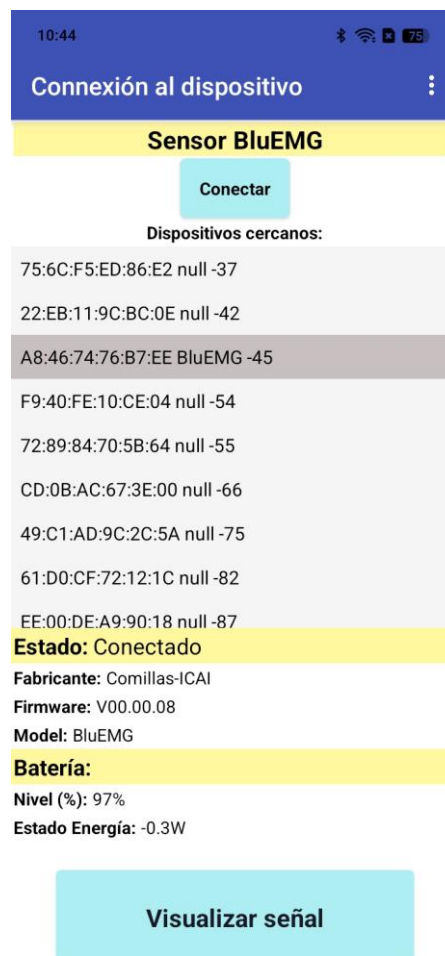 10:44
75
Connexión al dispositivo
Sensor BluEMG
Conectar
Dispositivos cercanos:
75:6C:F5:ED:86:E2 null -37
22:EB:11:9C:BC:0E null -42
A8:46:74:76:B7:EE BluEMG -45
F9:40:FE:10:CE:04 null -54
72:89:84:70:5B:64 null -55
CD:0B:AC:67:3E:00 null -66
49:C1:AD:9C:2C:5A null -75
61:D0:CF:72:12:1C null -82
EE:00:DE:A9:90:18 null -87
Estado: Conectado
Fabricante: Comillas-ICAI
Firmware: V00.00.08
Model: BluEMG
Batería:
Nivel (%): 97%
Estado Energía: -0.3W
Visualizar señal